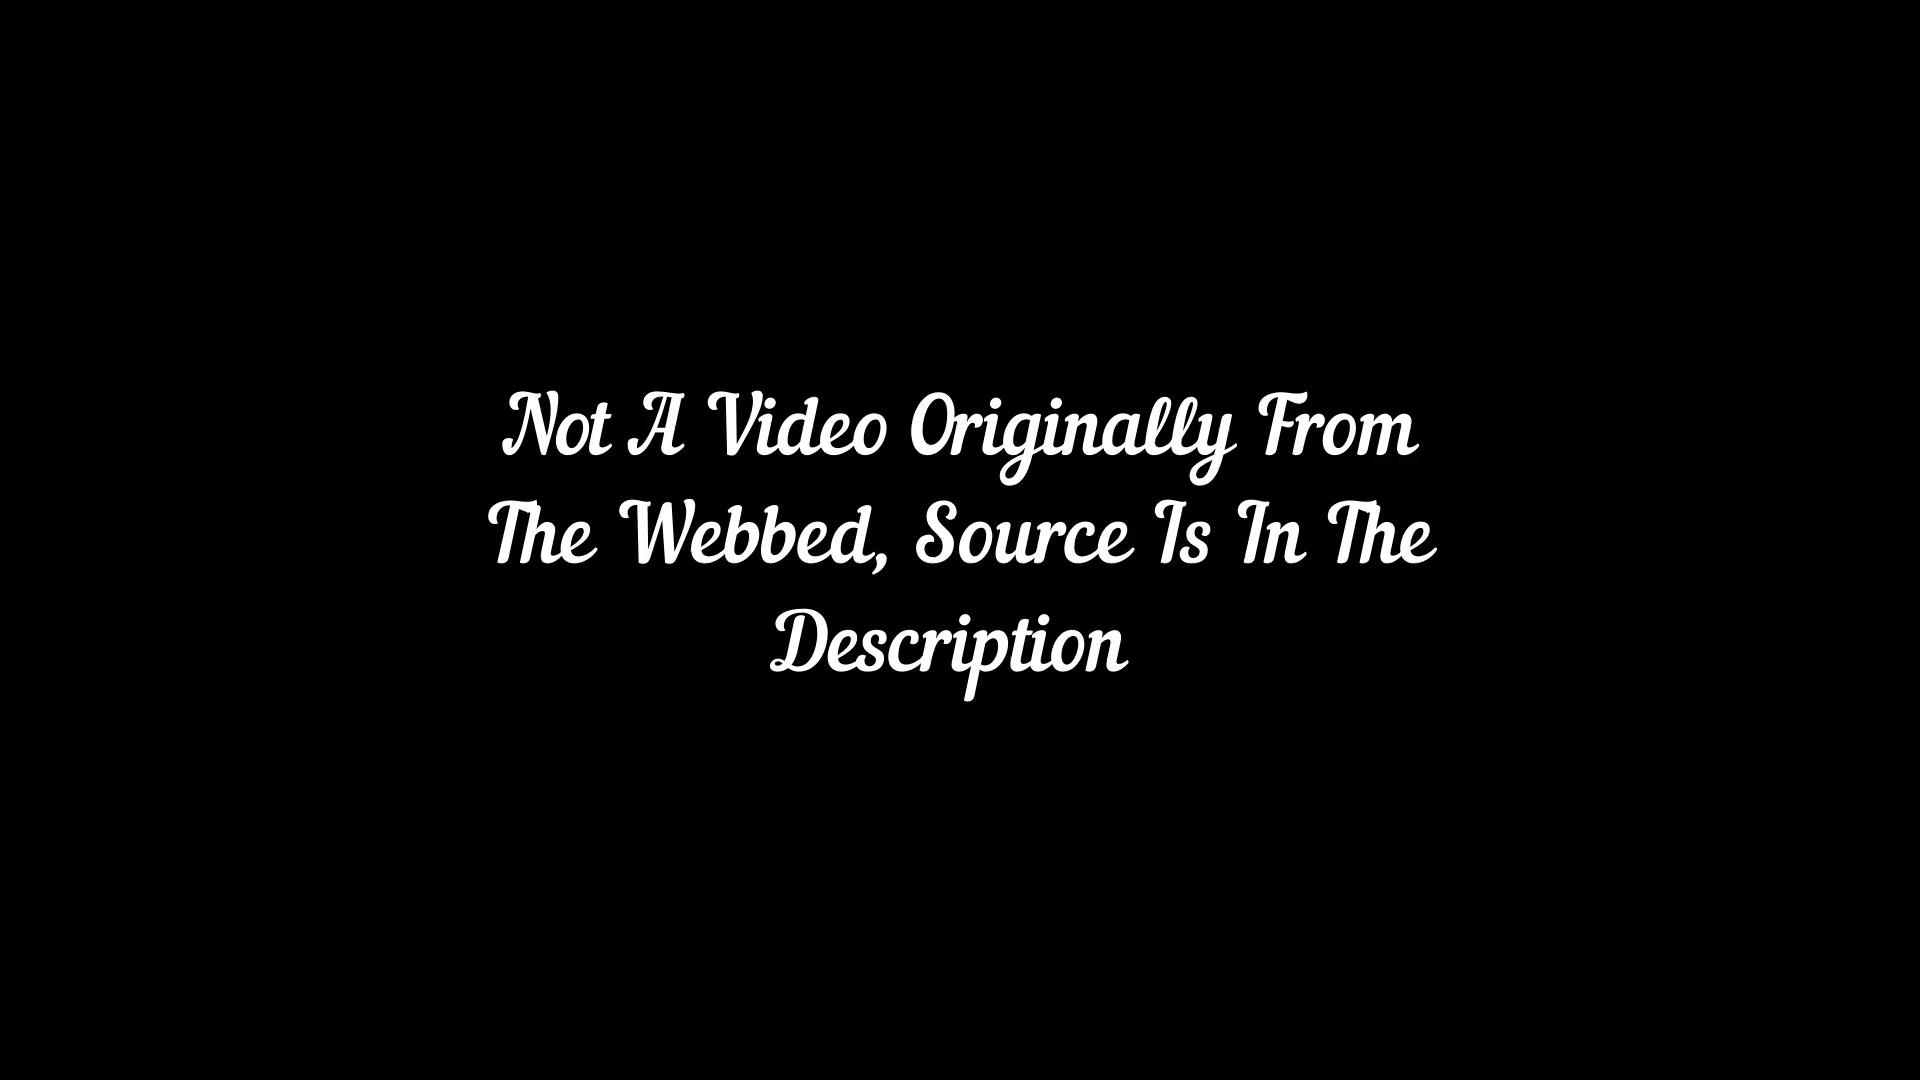 Not A Video Originally From
The Webbed, Source Is In The
Description